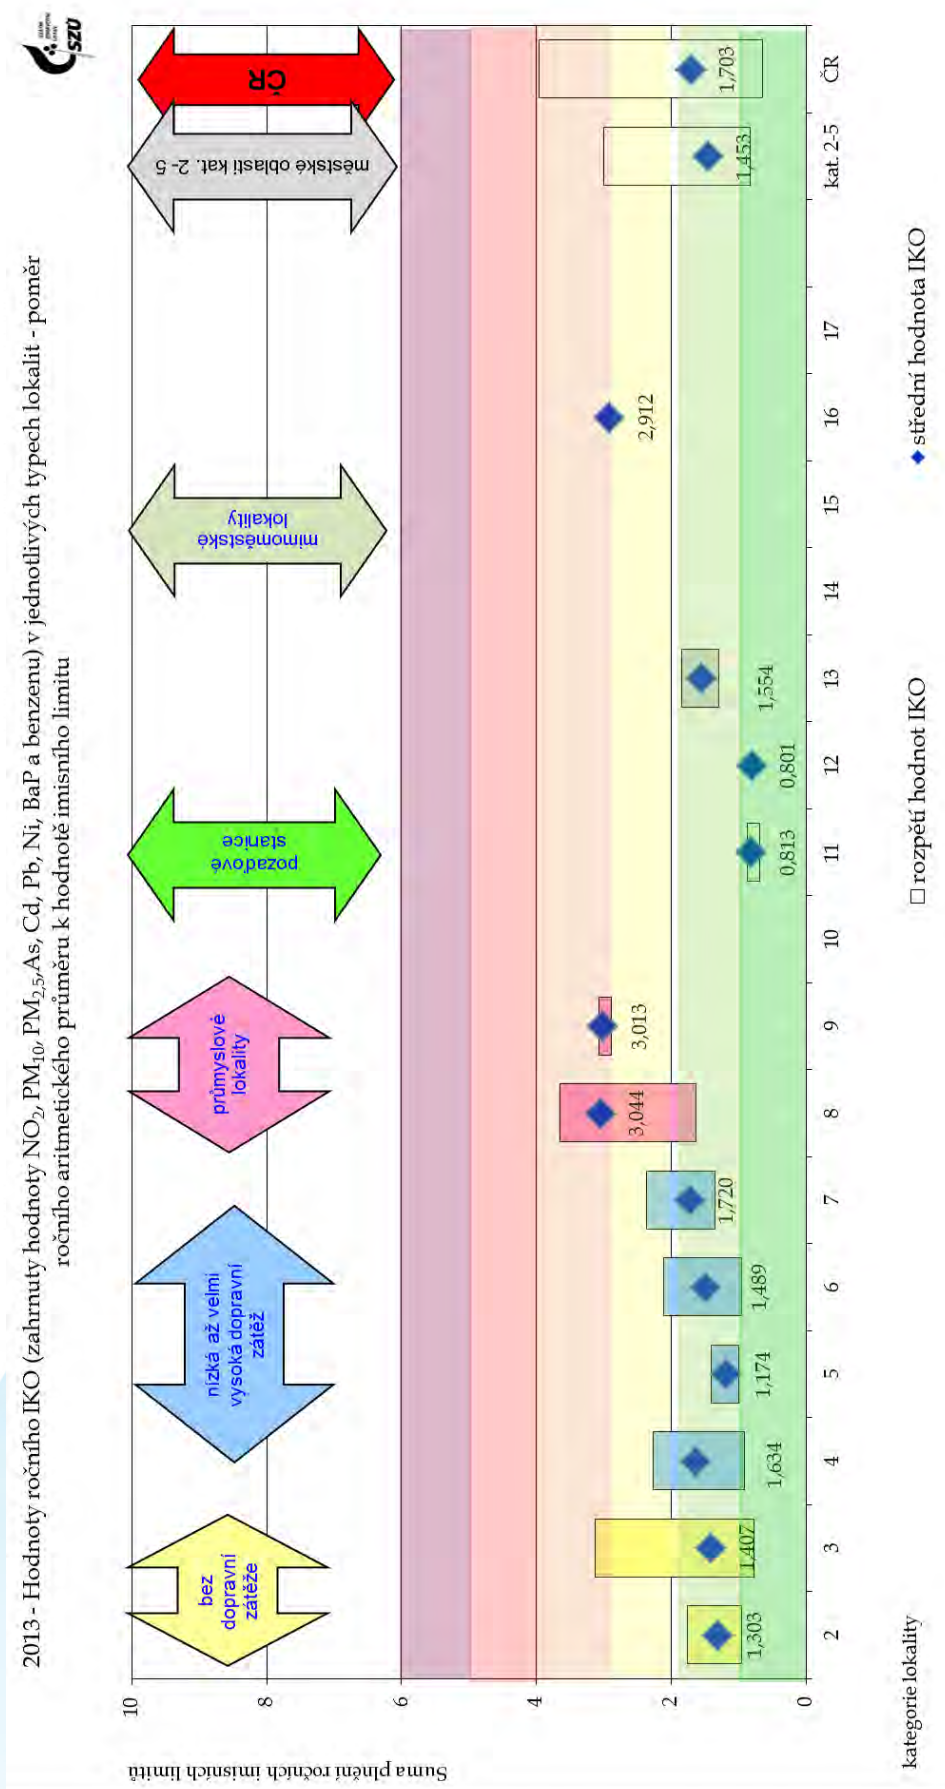 2013 - Hodnoty ročního IKO (zahrnuty hodnoty NO2, PM10, PM2,5,As, Cd, Pb, Ni, BaP a benzenu) v jednotlivých typech lokalit - poměr
ročního aritmetického průměru k hodnotě imisního limitu
SZÚ
Suma plnění ročních imisních limitů
10
8
6
4
2
0
bez
dopravní
zátěže
nízká až velmi
vysoká dopravní
zátěž
průmyslové
lokality
pozaďové
stanice
mimoměstské
lokality
městské oblasti kat. 2- 5
ČR
1,303
1,407
1,634
1,174
1,489
1,720
3,044
3,013
0,813
0,801
1,554
2,912
1,453
1,703
2 3 4 5 6 7 8 9 10 11 12 13 14 15 16 17 kat. 2-5 ČR
kategorie lokality
rozpětí hodnot IKO
střední hodnota IKO